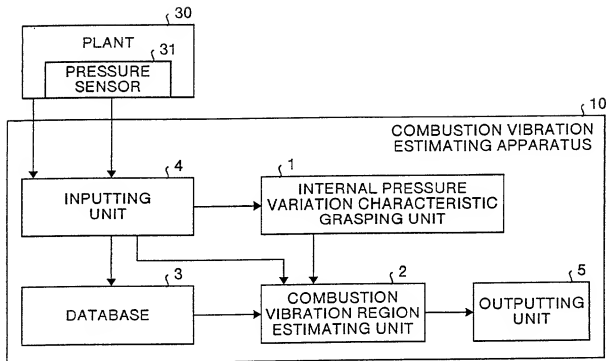 30
PLANT
31
PRESSURE
SENSOR
10
COMBUSTION VIBRATION
ESTIMATING APPARATUS
4
INPUTTING
UNIT
1
INTERNAL PRESSURE
VARIATION CHARACTERISTIC
GRASPING UNIT
3
DATABASE
2
COMBUSTION
VIBRATION REGION
ESTIMATING UNIT
5
OUTPUTTING
UNIT